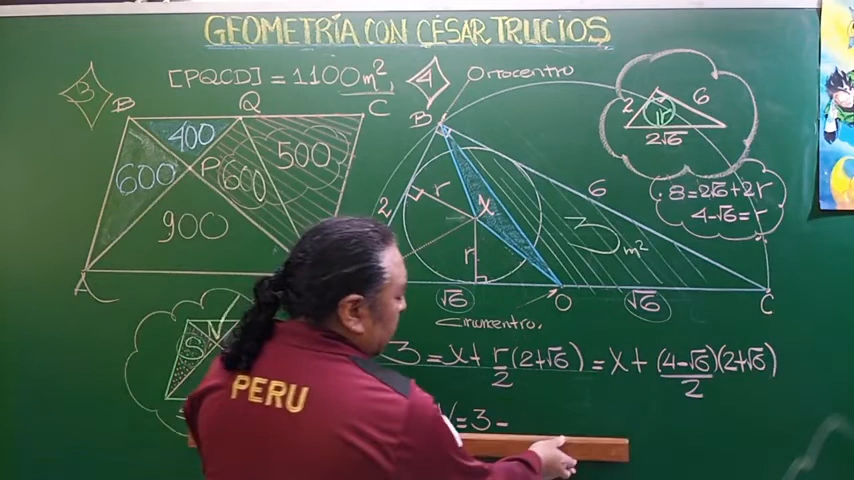 GEOMETRÍA CON CÉSAR TRUCIOS
3
[PQCD] = 1100m²
B
Q
C
400
P
600
600
500
900
A
S
4
Ortocentro
B
2
6
r
2√6
8=2√6+2r
4-√6=r
2
r
X
6
3m²
r
√6
O
√6
C
Circuncentro.
3=X+r(2+√6)/2=X+(4-√6)(2+√6)/2
X=3-
PERU